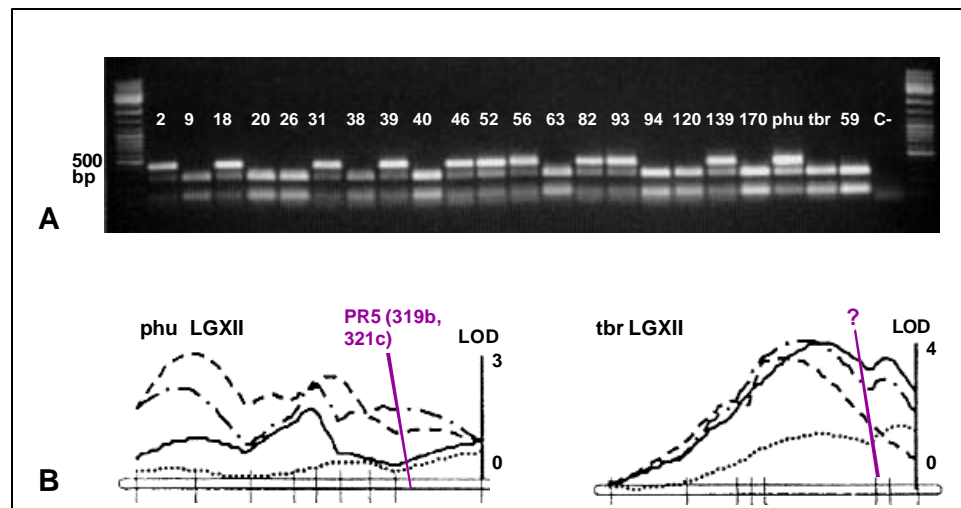 2 9 18 20 26 31 38 39 40 46 52 56 63 82 93 94 120 139 170 phu tbr 59 C-
500
bp
A
phu LGXII
PR5 (319b,
321c)
LOD
3
0
tbr LGXII
?
LOD
4
0
B